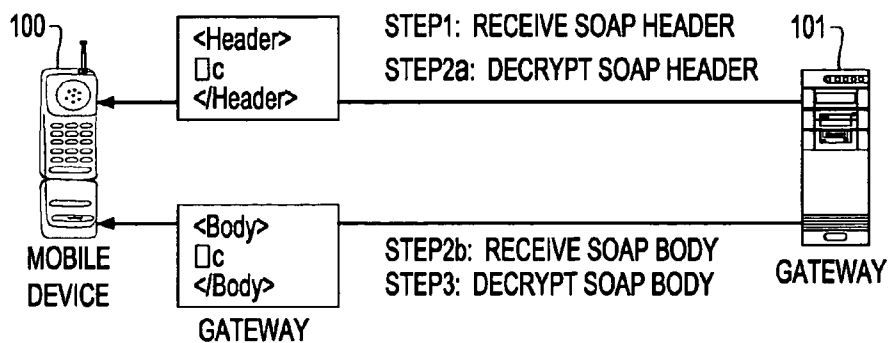 100
<Header>
□c
</Header>
STEP1: RECEIVE SOAP HEADER
STEP2a: DECRYPT SOAP HEADER
101
<Body>
□c
</Body>
STEP2b: RECEIVE SOAP BODY
STEP3: DECRYPT SOAP BODY
MOBILE
DEVICE
GATEWAY
GATEWAY